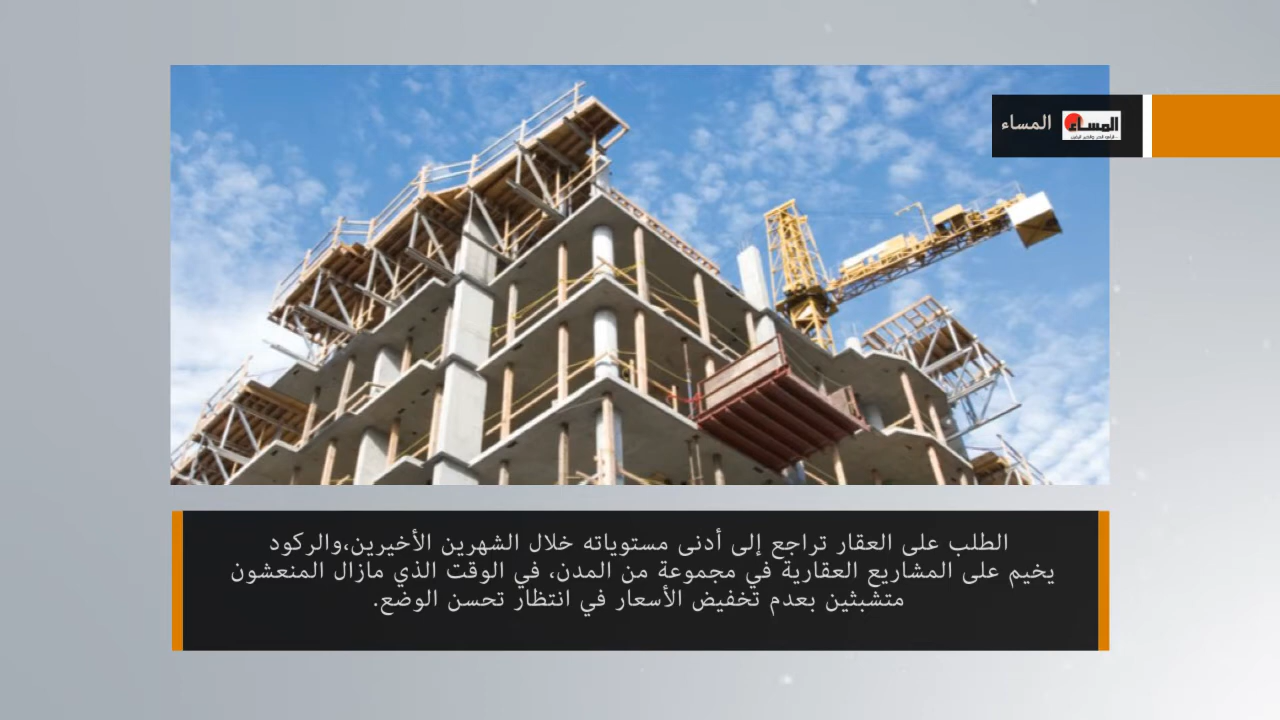 المساء
المساء
الطلب على العقار تراجع إلى أدنى مستوياته خلال الشهرين الأخيرين،والركود
يخيم على المشاريع العقارية في مجموعة من المدن، في الوقت الذي مازال المنعشون
متشبثين بعدم تخفيض الأسعار في انتظار تحسن الوضع.